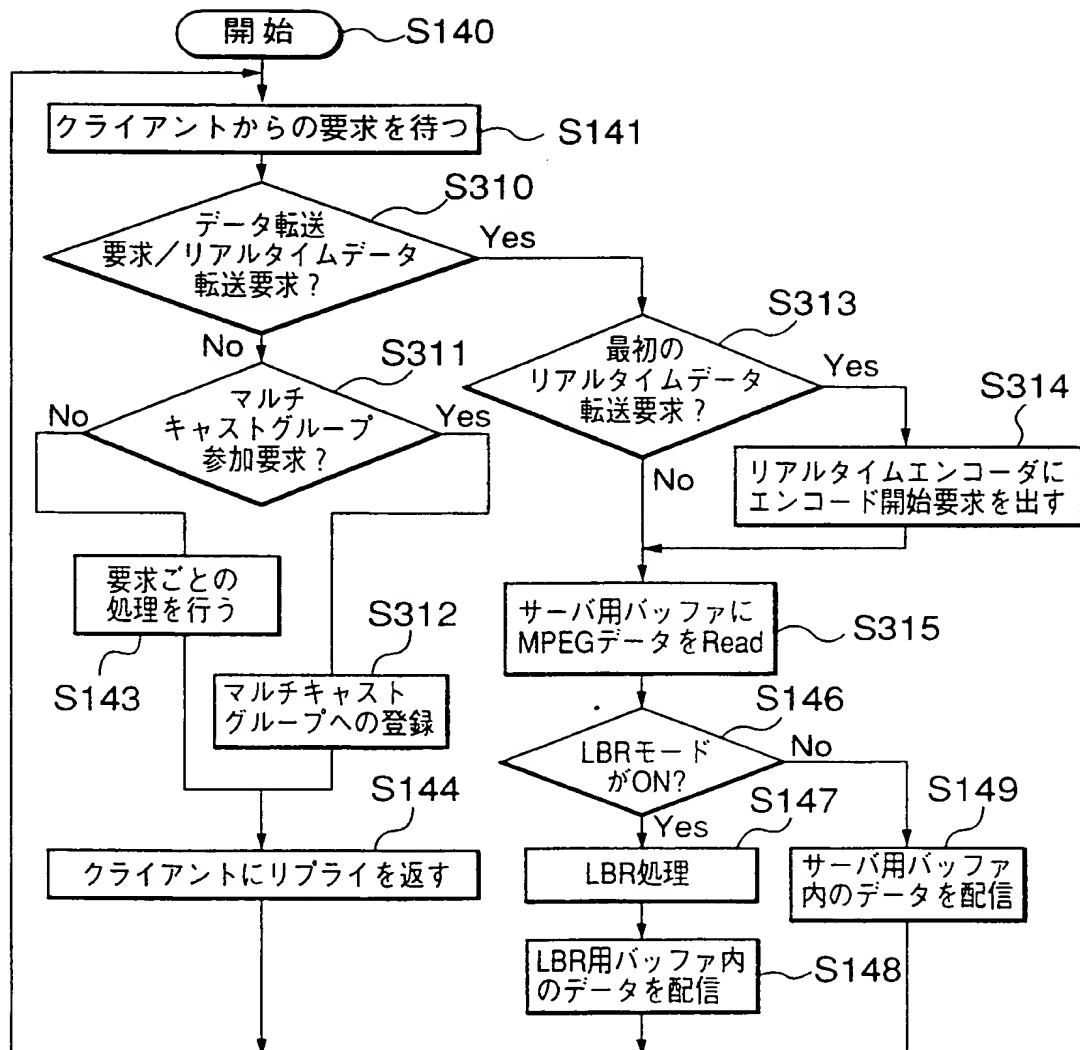 開始
S140
クライアントからの要求を待つ
S141
S310
データ転送
要求／リアルタイムデータ
転送要求？
Yes
No
S311
マルチ
キャストグループ
参加要求？
No
Yes
S313
最初の
リアルタイムデータ
転送要求？
Yes
No
S314
リアルタイムエンコーダに
エンコード開始要求を出す
要求ごとの
処理を行う
S143
S312
マルチキャスト
グループへの登録
サーバ用バッファに
MPEGデータをRead
S315
S146
LBRモード
がON?
No
Yes
S144
クライアントにリプライを返す
S147
LBR処理
S149
サーバ用バッファ
内のデータを配信
LBR用バッファ内
のデータを配信
S148